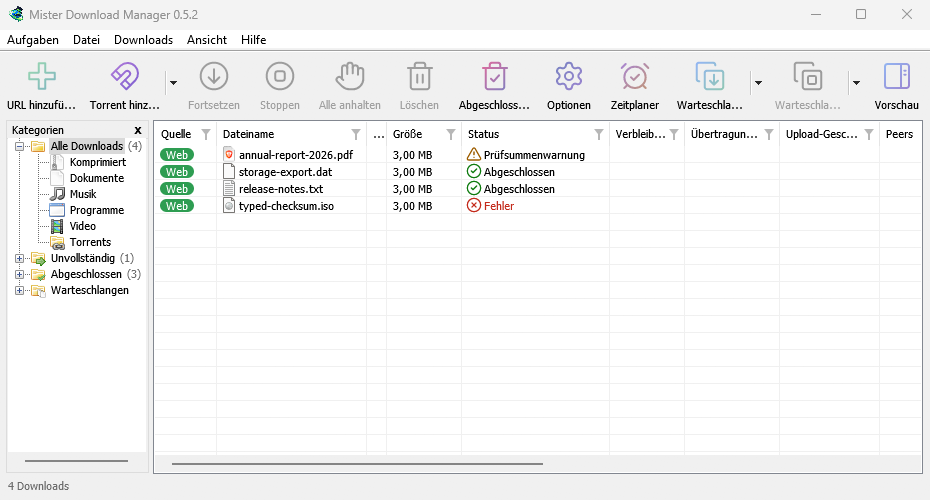 Mister Download Manager 0.5.2
Aufgaben Datei Downloads Ansicht Hilfe
URL hinzufü... Torrent hinz... Fortsetzen Stoppen Alle anhalten Löschen Abgeschloss... Optionen Zeitplaner Warteschla... Warteschla... Vorschau
Kategorien x
Alle Downloads (4)
Komprimiert
Dokumente
Musik
Programme
Video
Torrents
Unvollständig (1)
Abgeschlossen (3)
Warteschlangen
Quelle Dateiname ... Größe Status Verbleib... Übertragun... Upload-Gesc... Peers
Web annual-report-2026.pdf 3,00 MB Prüfsummenwarnung
Web storage-export.dat 3,00 MB Abgeschlossen
Web release-notes.txt 3,00 MB Abgeschlossen
Web typed-checksum.iso 3,00 MB Fehler
4 Downloads